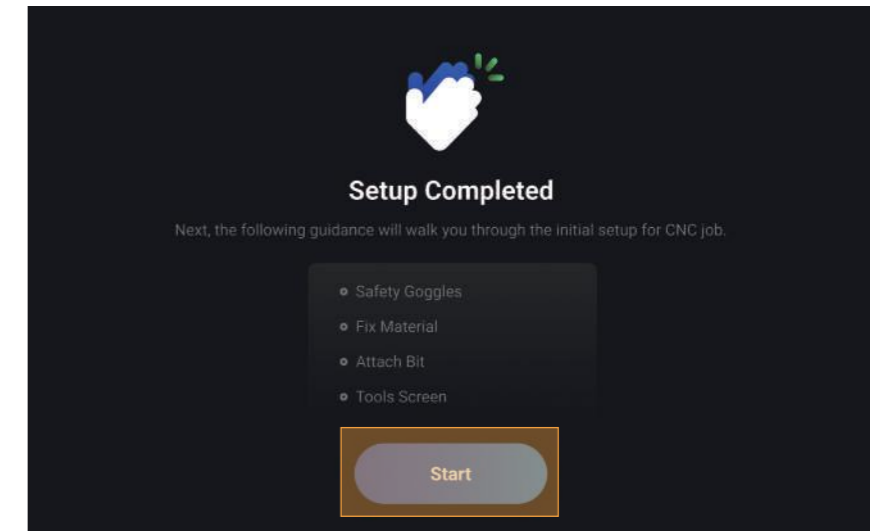 Setup Completed
Next, the following guidance will walk you through the initial setup for CNC job.
Safety Goggles
Fix Material
Attach Bit
Tools Screen
Start